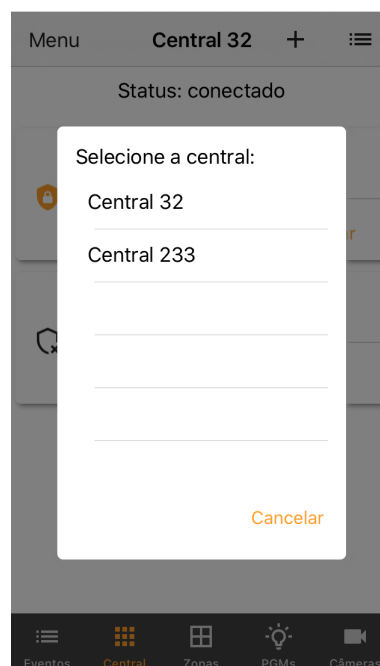 Menu Central 32 +
Status: conectado
Selecione a central:
Central 32
Central 233
Cancelar
Eventos Central Zonas PGMs Câmeras